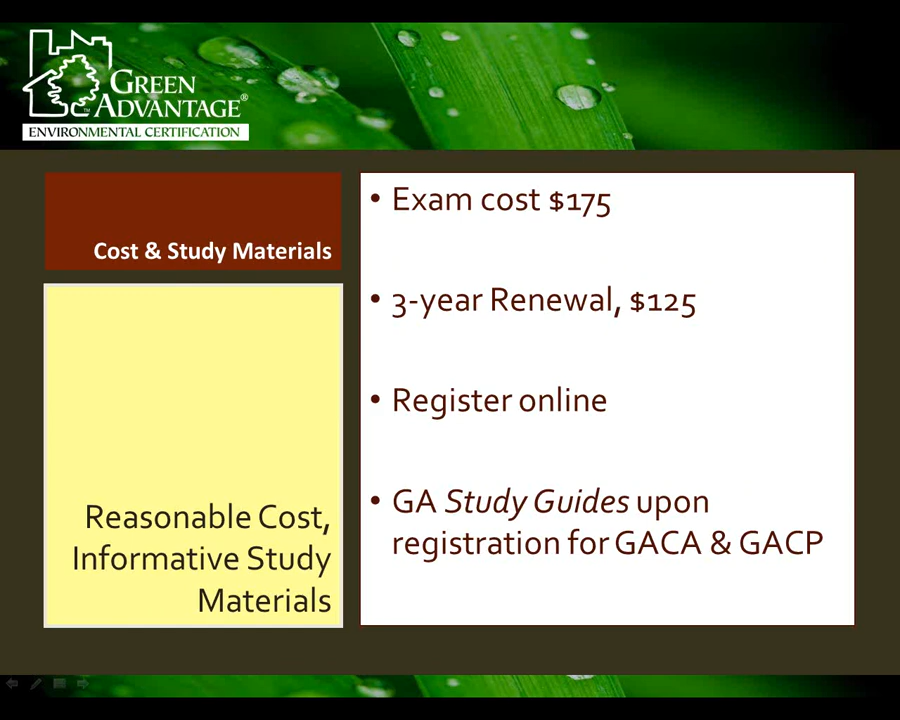 GREEN
ADVANTAGE®
ENVIRONMENTAL CERTIFICATION
Cost & Study Materials
Reasonable Cost,
Informative Study
Materials
• Exam cost $175
• 3-year Renewal, $125
• Register online
• GA Study Guides upon
registration for GACA & GACP